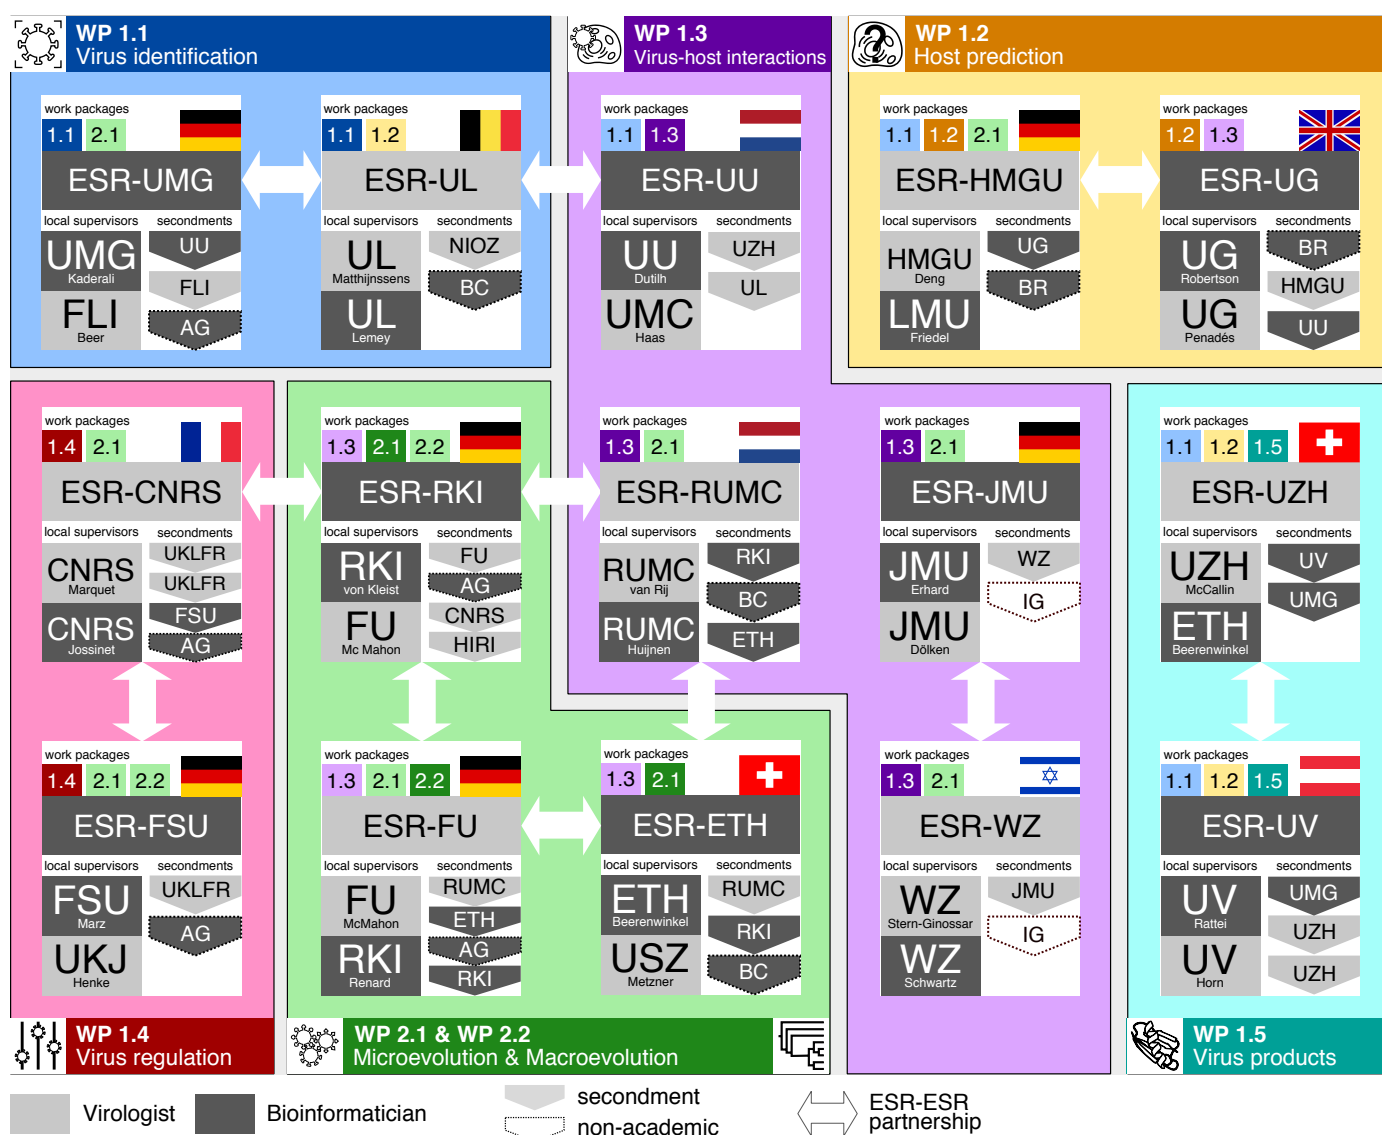 WP 1.1
Virus identification
WP 1.3
Virus-host interactions
WP 1.2
Host prediction
work packages
1.1 2.1
ESR-UMG
local supervisors secondments
UMG
Kaderali
FLI
Beer
UU
FLI
AG
work packages
1.1 1.2
ESR-UL
local supervisors secondments
UL
Matthijnssens
UL
Lemey
NIOZ
BC
work packages
1.1 1.3
ESR-UU
local supervisors secondments
UU
Dutilh
UMC
Haas
UZH
UL
work packages
1.1 1.2 2.1
ESR-HMGU
local supervisors secondments
HMGU
Deng
LMU
Friedel
UG
BR
work packages
1.2 1.3
ESR-UG
local supervisors secondments
UG
Robertson
UG
Penadés
BR
HMGU
UU
work packages
1.4 2.1
ESR-CNRS
local supervisors secondments
CNRS
Marquet
CNRS
Jossinet
UKLFR
UKLFR
FSU
AG
work packages
1.3 2.1 2.2
ESR-RKI
local supervisors secondments
RKI
von Kleist
FU
Mc Mahon
FU
AG
CNRS
HIRI
work packages
1.3 2.1
ESR-RUMC
local supervisors secondments
RUMC
van Rij
RUMC
Huijnen
RKI
BC
ETH
work packages
1.3 2.1
ESR-JMU
local supervisors secondments
JMU
Erhard
JMU
Dölken
WZ
IG
work packages
1.1 1.2 1.5
ESR-UZH
local supervisors secondments
UZH
McCallin
ETH
Beerenwinkel
UV
UMG
work packages
1.4 2.1 2.2
ESR-FSU
local supervisors secondments
FSU
Marz
UKJ
Henke
UKLFR
AG
work packages
1.3 2.1 2.2
ESR-FU
local supervisors secondments
FU
McMahon
RKI
Renard
RUMC
ETH
AG
RKI
work packages
1.3 2.1
ESR-ETH
local supervisors secondments
ETH
Beerenwinkel
USZ
Metzner
RUMC
RKI
BC
work packages
1.3 2.1
ESR-WZ
local supervisors secondments
WZ
Stern-Ginossar
WZ
Schwartz
JMU
IG
work packages
1.1 1.2 1.5
ESR-UV
local supervisors secondments
UV
Rattei
UV
Horn
UMG
UZH
UZH
WP 1.4
Virus regulation
WP 2.1 & WP 2.2
Microevolution & Macroevolution
WP 1.5
Virus products
Virologist
Bioinformatician
secondment
non-academic
ESR-ESR
partnership